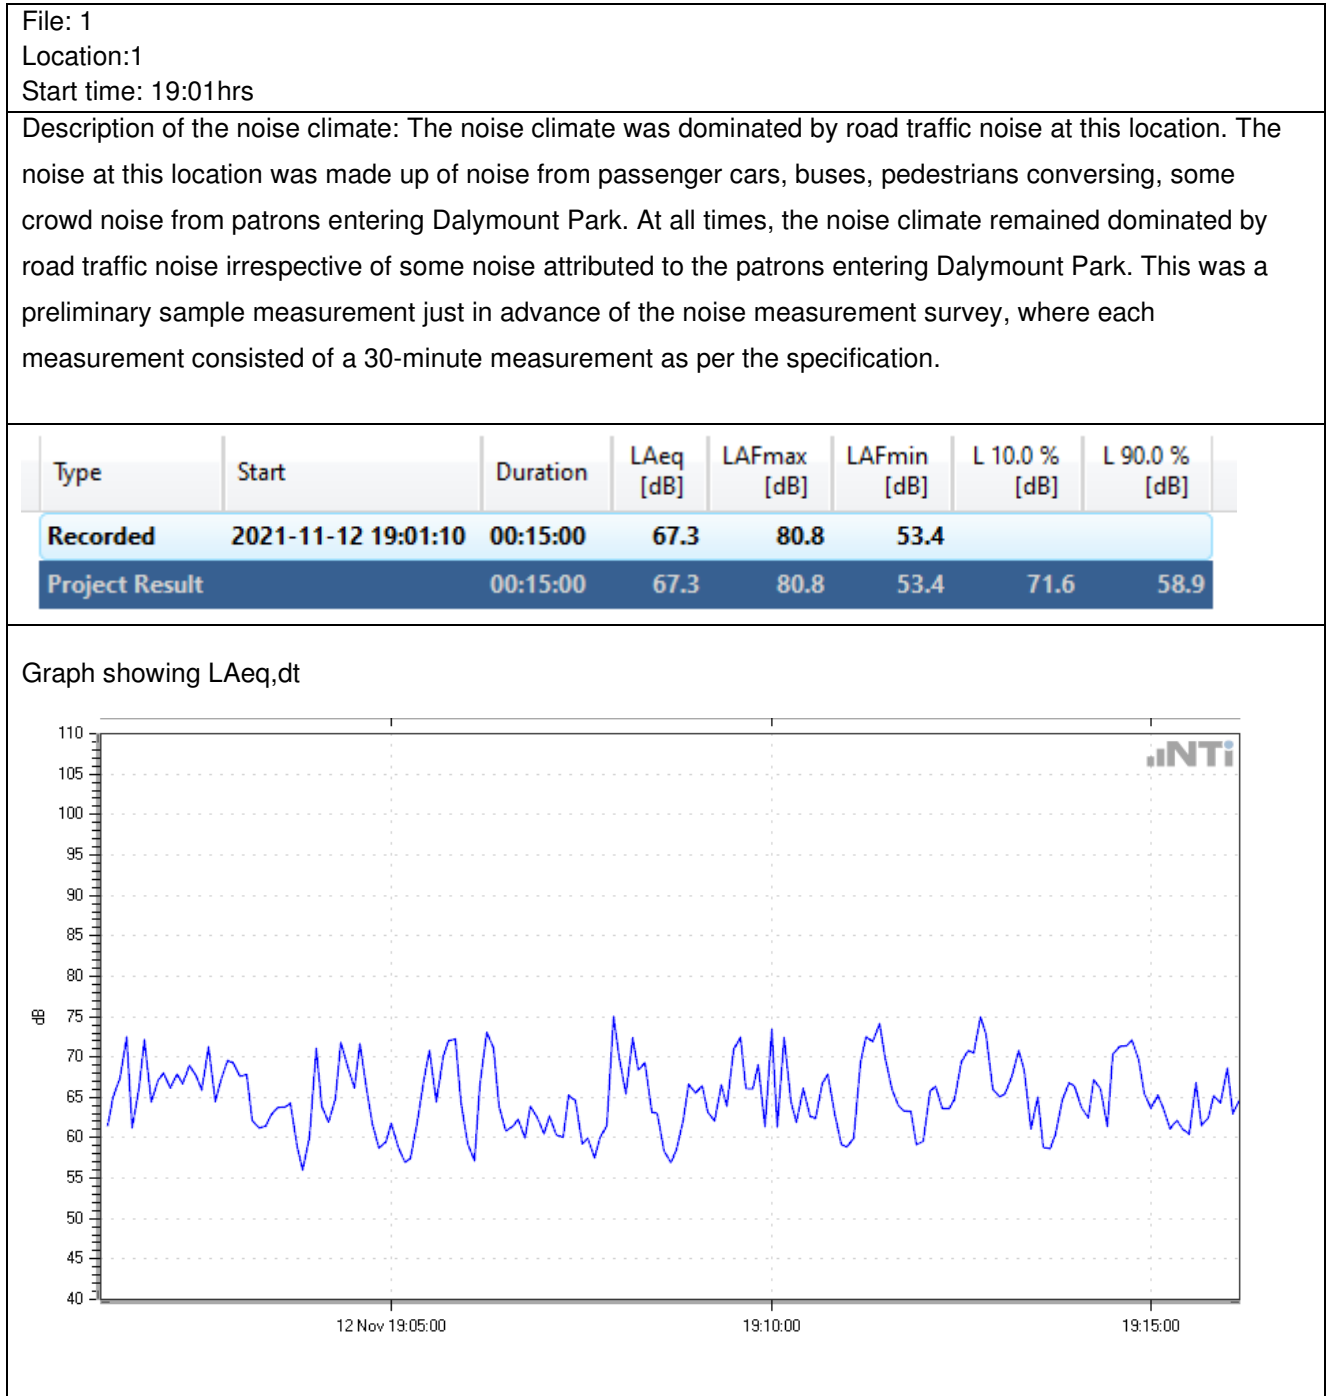 File: 1
Location:1
Start time: 19:01hrs
Description of the noise climate: The noise climate was dominated by road traffic noise at this location. The
noise at this location was made up of noise from passenger cars, buses, pedestrians conversing, some
crowd noise from patrons entering Dalymount Park. At all times, the noise climate remained dominated by
road traffic noise irrespective of some noise attributed to the patrons entering Dalymount Park. This was a
preliminary sample measurement just in advance of the noise measurement survey, where each
measurement consisted of a 30-minute measurement as per the specification.
Type Start Duration LAeq [dB] LAFmax [dB] LAFmin [dB] L 10.0 % [dB] L 90.0 % [dB]
Recorded 2021-11-12 19:01:10 00:15:00 67.3 80.8 53.4
Project Result 00:15:00 67.3 80.8 53.4 71.6 58.9
Graph showing LAeq,dt
NTi
110
105
100
95
90
85
80
dB
75
70
65
60
55
50
45
40
12 Nov 19:05:00 19:10:00 19:15:00